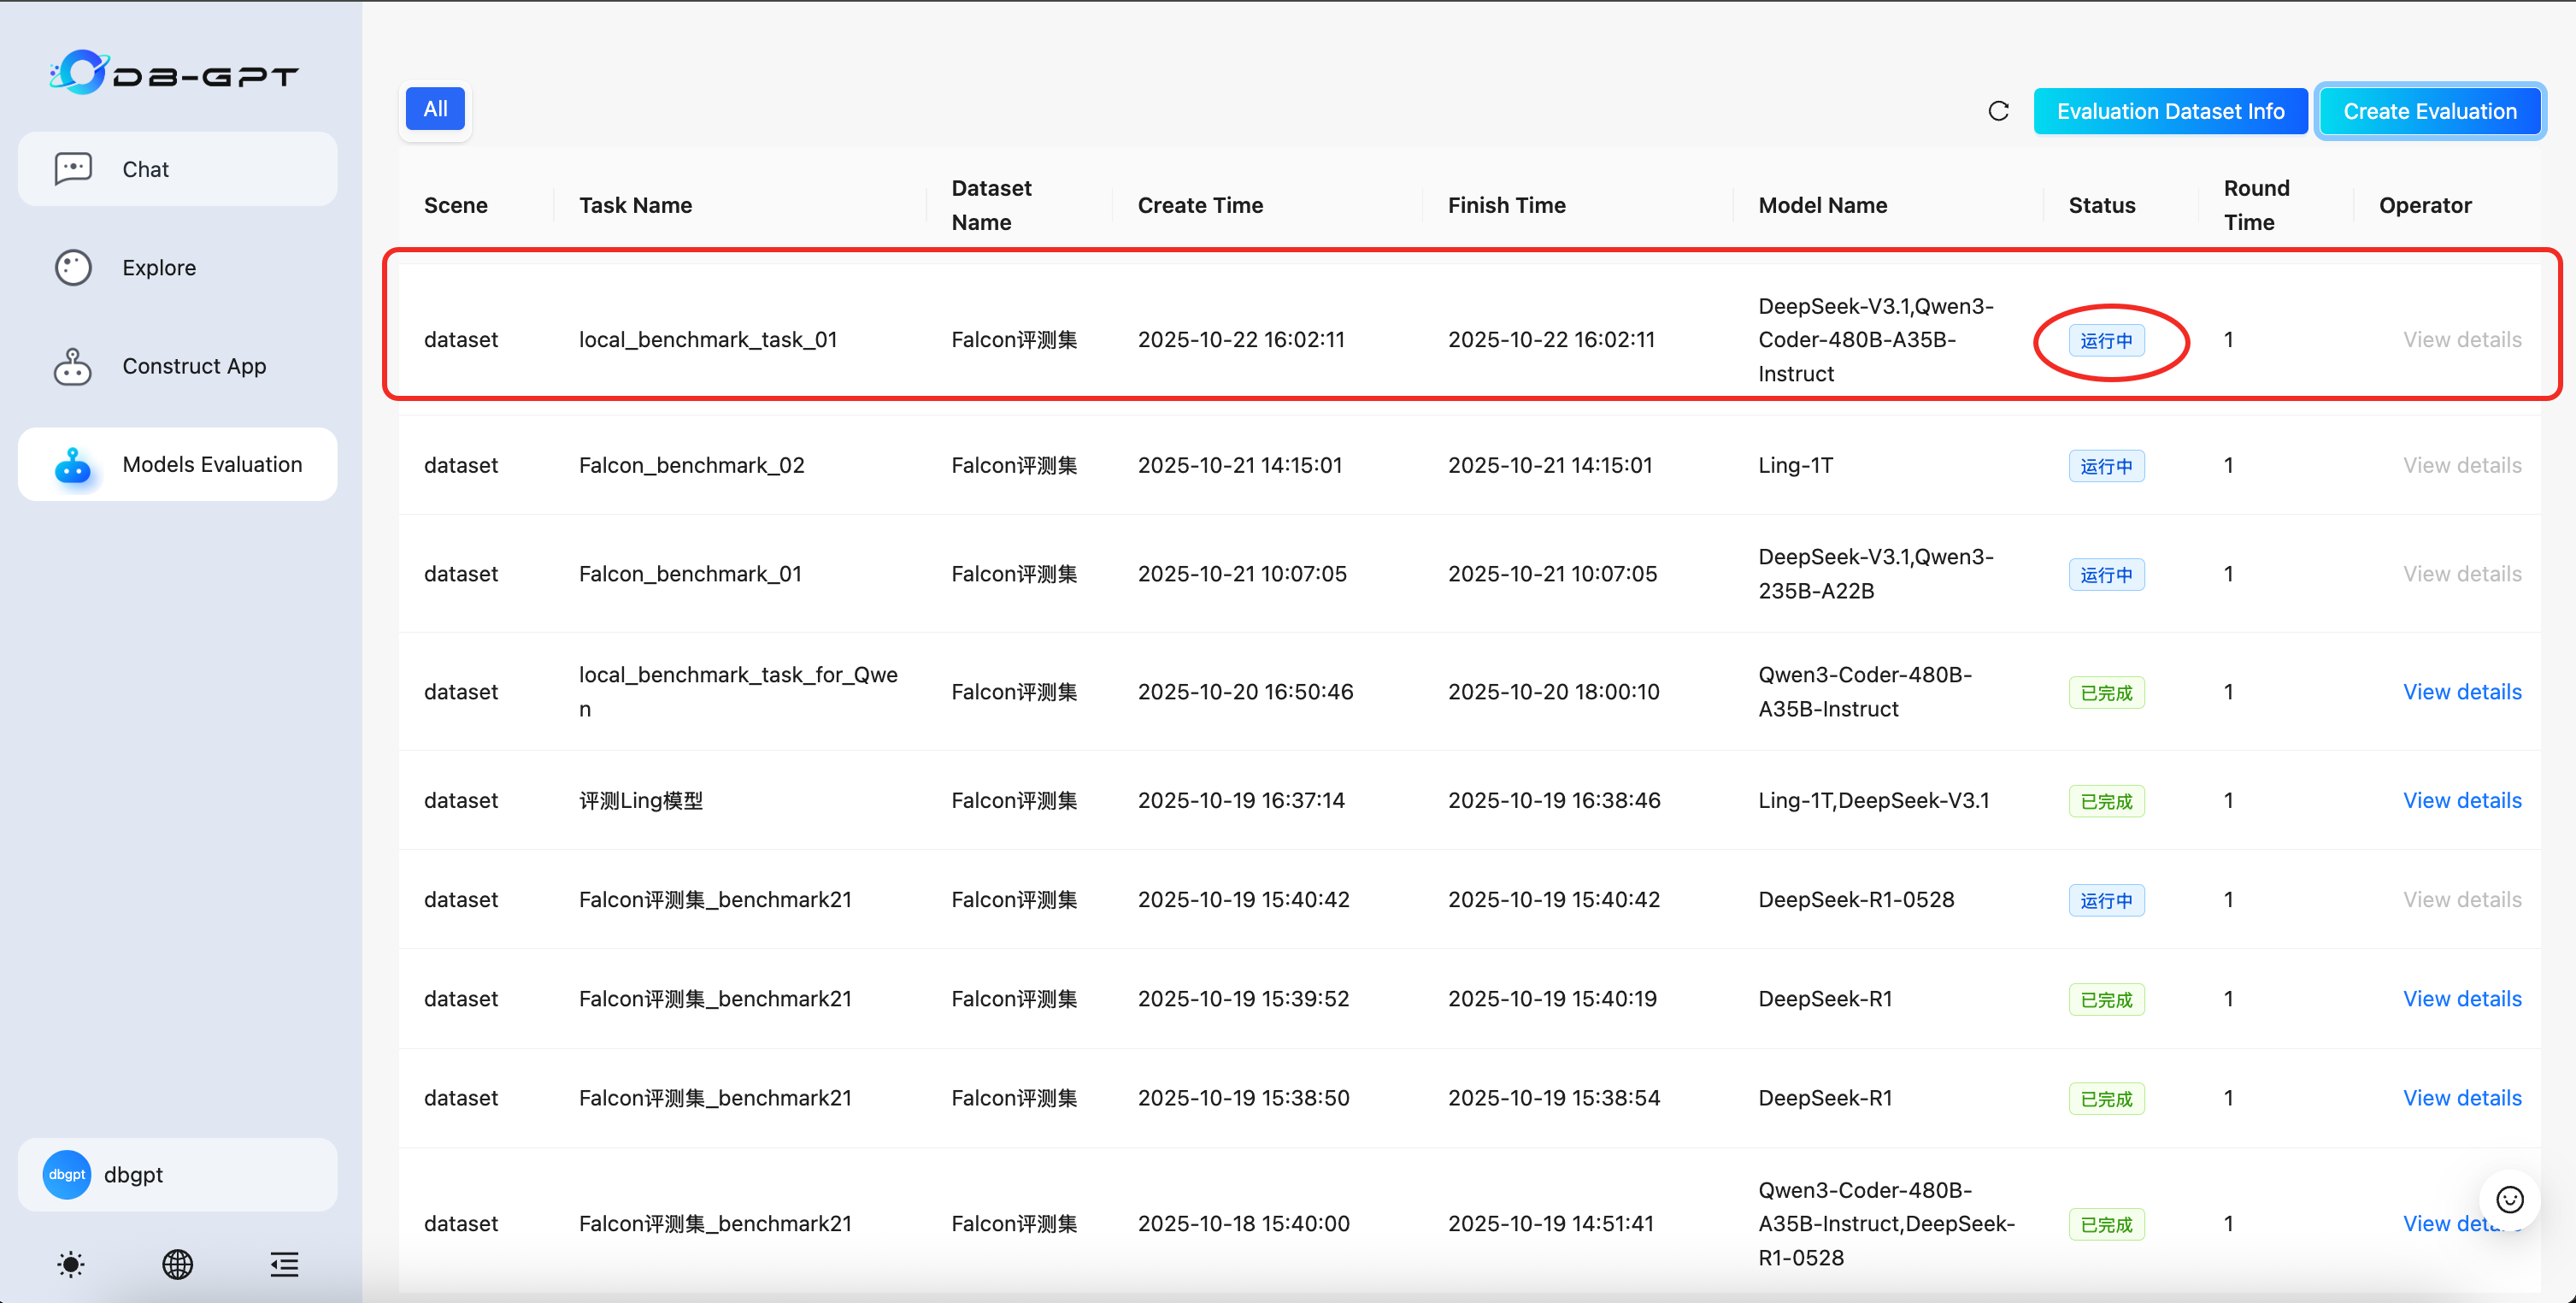 DB-GPT
Chat
Explore
Construct App
Models Evaluation
dbgpt
dbgpt
All
Evaluation Dataset Info
Create Evaluation
Scene
Task Name
Dataset
Name
Create Time
Finish Time
Model Name
Status
Round
Time
Operator
dataset
local_benchmark_task_01
Falcon评测集
2025-10-22 16:02:11
2025-10-22 16:02:11
DeepSeek-V3.1,Qwen3-
Coder-480B-A35B-
Instruct
运行中
1
View details
dataset
Falcon_benchmark_02
Falcon评测集
2025-10-21 14:15:01
2025-10-21 14:15:01
Ling-1T
运行中
1
View details
dataset
Falcon_benchmark_01
Falcon评测集
2025-10-21 10:07:05
2025-10-21 10:07:05
DeepSeek-V3.1,Qwen3-
235B-A22B
运行中
1
View details
dataset
local_benchmark_task_for_Qwe
n
Falcon评测集
2025-10-20 16:50:46
2025-10-20 18:00:10
Qwen3-Coder-480B-
A35B-Instruct
已完成
1
View details
dataset
评测Ling模型
Falcon评测集
2025-10-19 16:37:14
2025-10-19 16:38:46
Ling-1T,DeepSeek-V3.1
已完成
1
View details
dataset
Falcon评测集_benchmark21
Falcon评测集
2025-10-19 15:40:42
2025-10-19 15:40:42
DeepSeek-R1-0528
运行中
1
View details
dataset
Falcon评测集_benchmark21
Falcon评测集
2025-10-19 15:39:52
2025-10-19 15:40:19
DeepSeek-R1
已完成
1
View details
dataset
Falcon评测集_benchmark21
Falcon评测集
2025-10-19 15:38:50
2025-10-19 15:38:54
DeepSeek-R1
已完成
1
View details
dataset
Falcon评测集_benchmark21
Falcon评测集
2025-10-18 15:40:00
2025-10-19 14:51:41
Qwen3-Coder-480B-
A35B-Instruct,DeepSeek-
R1-0528
已完成
1
View